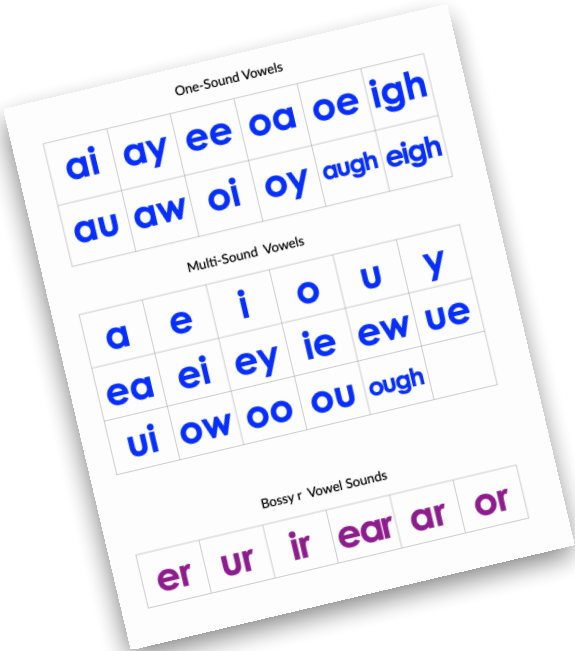 One-Sound Vowels
ai ay ee oa oe igh
au aw oi oy augh eigh
Multi-Sound Vowels
a e i o u y
ea ei ey ie ew ue
ui ow oo ou ough
Bossy r Vowel Sounds
er ur ir ear ar or